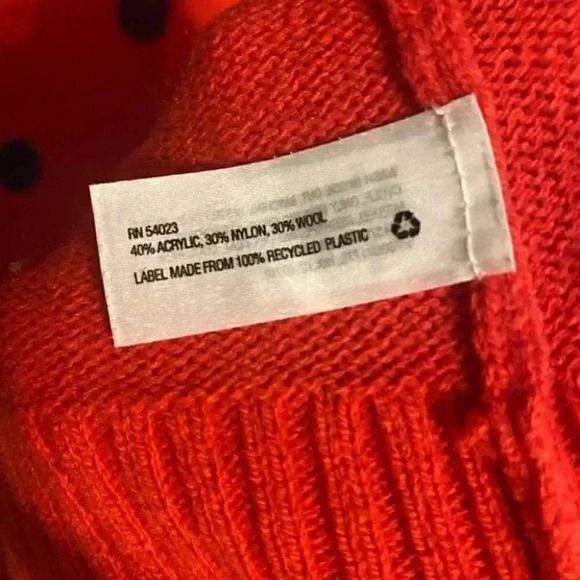 RN 54023
40% ACRYLIC, 30% NYLON, 30% WOOL
LABEL MADE FROM 100% RECYCLED PLASTIC